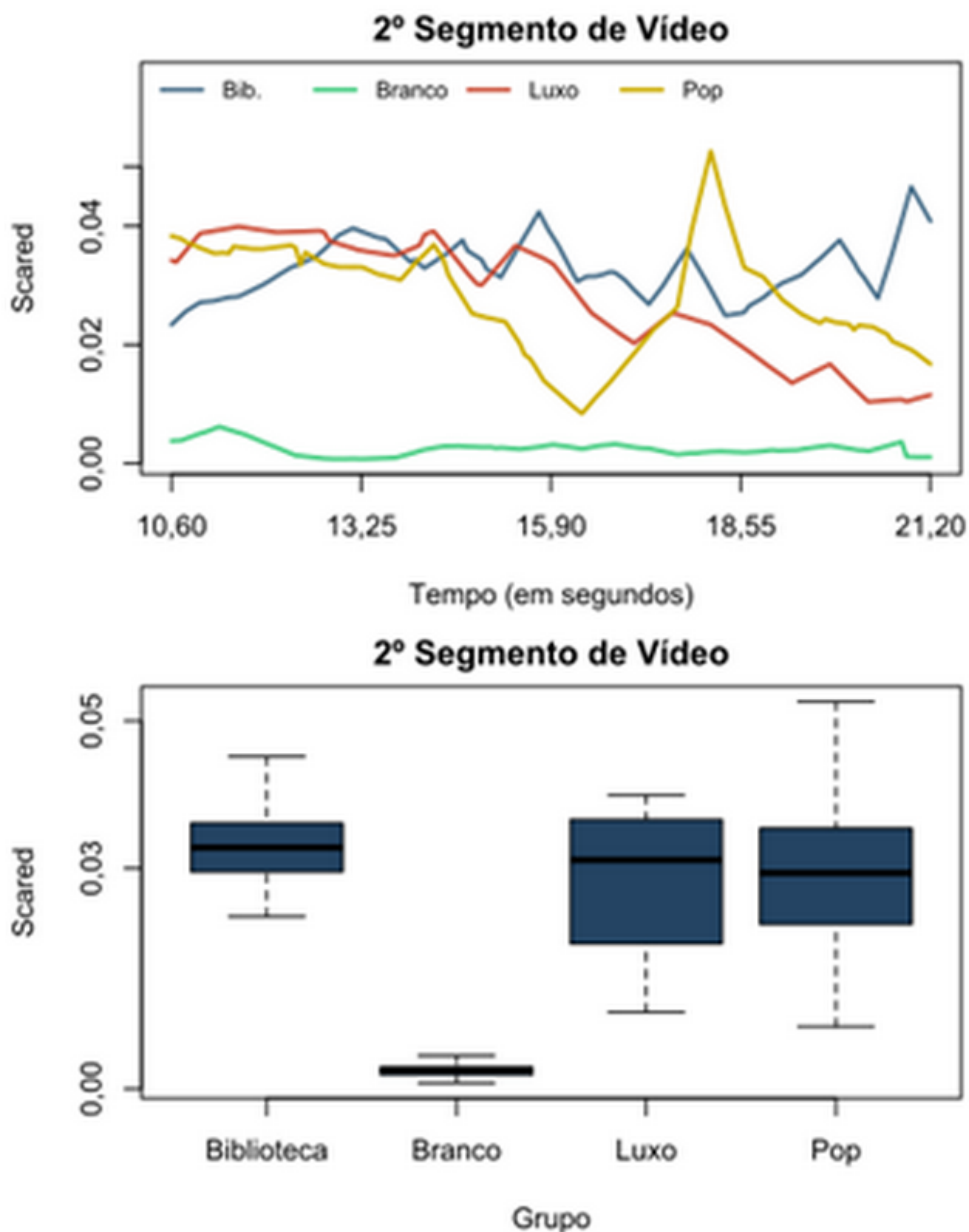 2º Segmento de Vídeo
Bib. Branco Luxo Pop
Scared
0,04
0,02
0,00
10,60 13,25 15,90 18,55 21,20
Tempo (em segundos)
2º Segmento de Vídeo
Scared
0,05
0,03
0,00
Biblioteca Branco Luxo Pop
Grupo